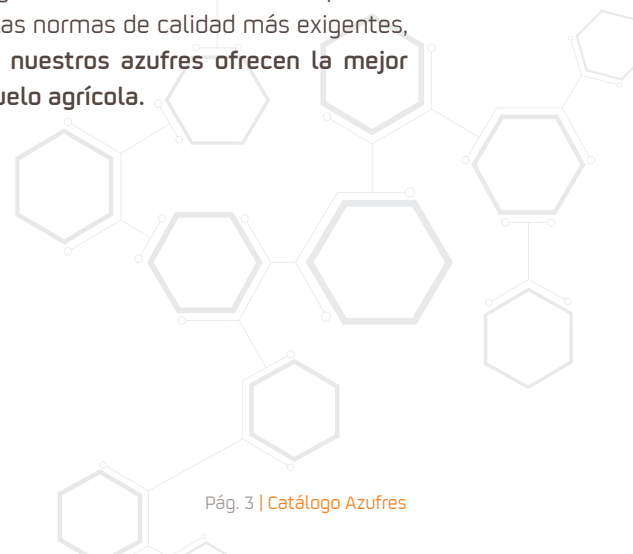 las normas de calidad más exigentes,
nuestros azufres ofrecen la mejor
uelo agrícola.
Pág. 3 | Catálogo Azufres